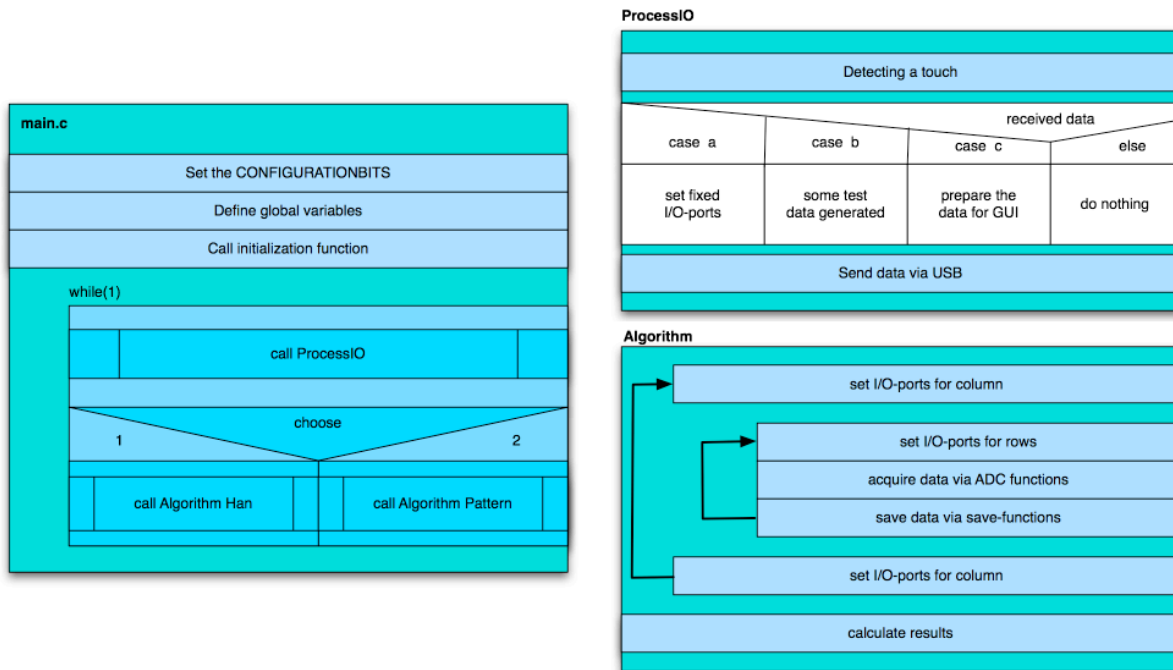 main.c
Set the CONFIGURATIONBITS
Define global variables
Call initialization function
while(1)
call ProcessIO
choose
1
2
call Algorithm Han
call Algorithm Pattern
ProcessIO
Detecting a touch
received data
case a
case b
case c
else
set fixed
I/O-ports
some test
data generated
prepare the
data for GUI
do nothing
Send data via USB
Algorithm
set I/O-ports for column
set I/O-ports for rows
acquire data via ADC functions
save data via save-functions
set I/O-ports for column
calculate results